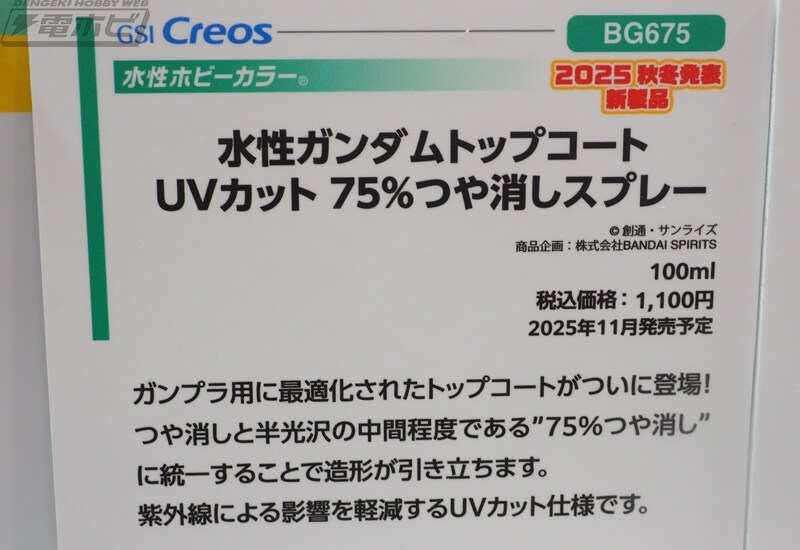 DENGEKI HOBBY WEB
電ホビ
GSI Creos
BG675
水性ホビーカラー®
2025 秋冬発表
新製品
水性ガンダムトップコート
UVカット 75%つや消しスプレー
©創通・サンライズ
商品企画：株式会社BANDAI SPIRITS
100ml
税込価格：1,100円
2025年11月発売予定
ガンプラ用に最適化されたトップコートがついに登場！
つや消しと半光沢の中間程度である”75%つや消し”
に統一することで造形が引き立ちます。
紫外線による影響を軽減するUVカット仕様です。